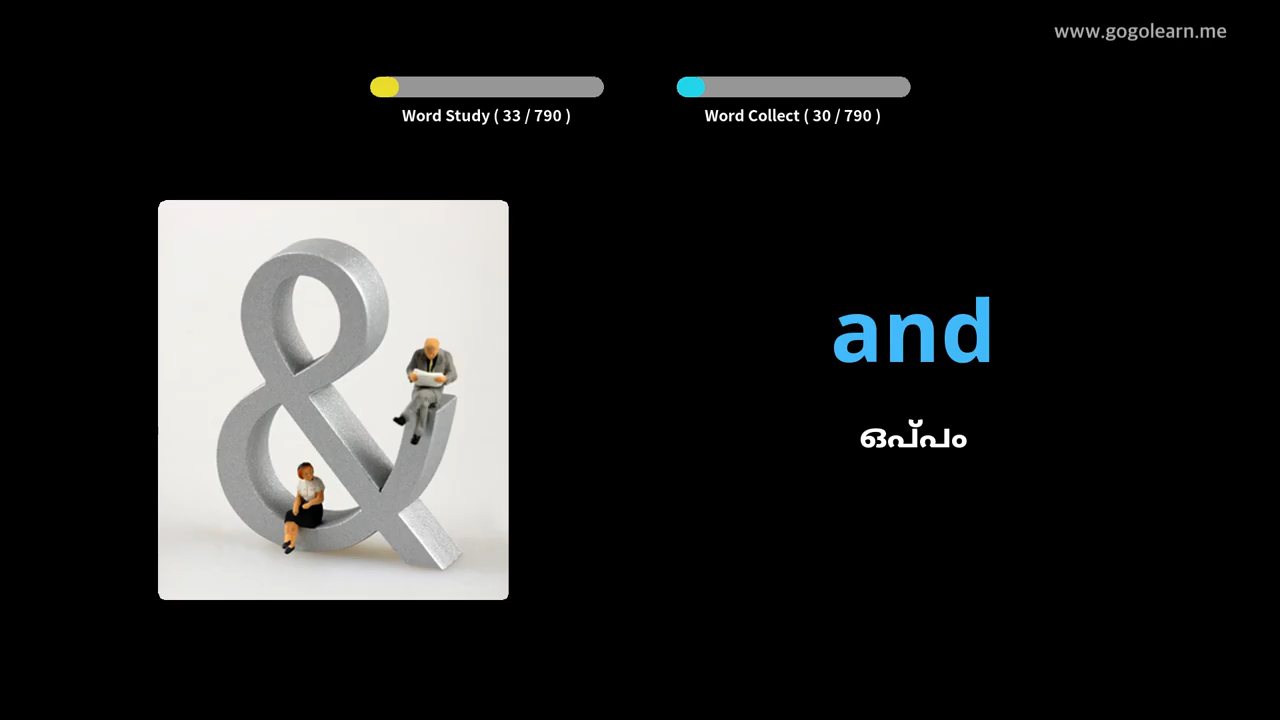 www.gogolearn.me
Word Study ( 33 / 790 )
Word Collect ( 30 / 790 )
&
and
ഒപ്പം